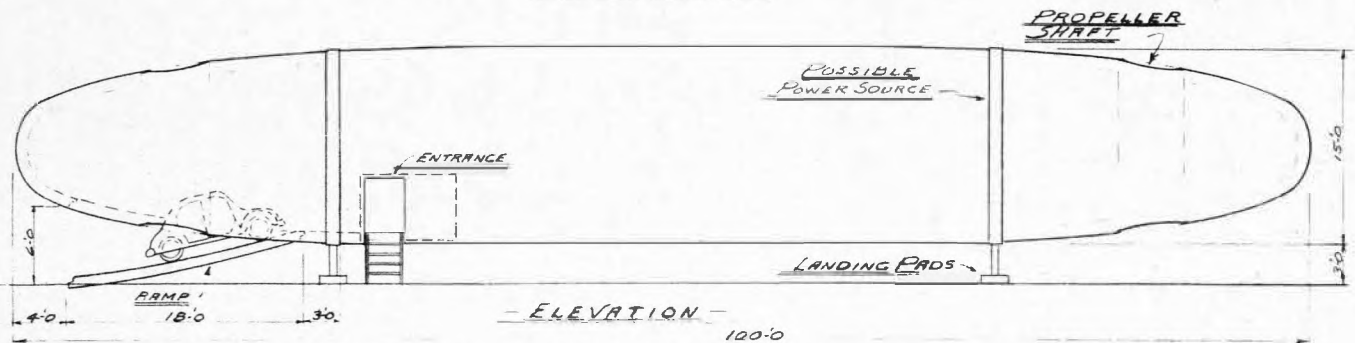 PROPELLER
SHAFT
POSSIBLE
POWER SOURCE
ENTRANCE
15'-0
6'-0
LANDING PADS
3'-0
RAMP
4'-0
18'-0
3'-0
- ELEVATION -
100'-0